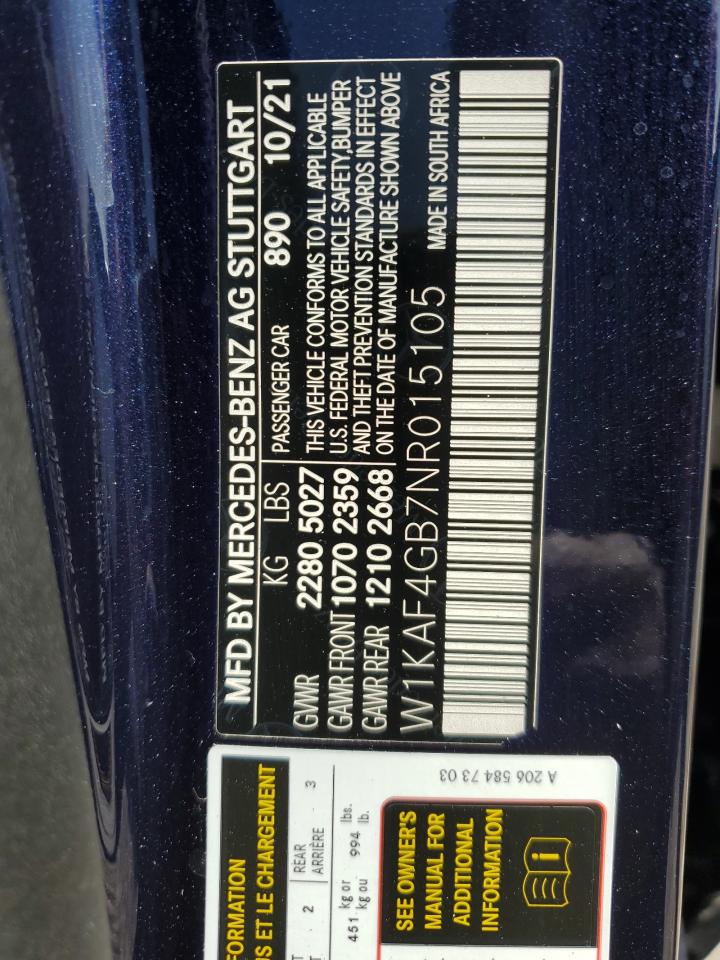 MFD BY MERCEDES-BENZ AG STUTTGART
KG LBS PASSENGER CAR 890 10/21
GVWR 2280 5027 THIS VEHICLE CONFORMS TO ALL APPLICABLE
GAWR FRONT 1070 2359 U.S. FEDERAL MOTOR VEHICLE SAFETY,BUMPER
GAWR REAR 1210 2668 AND THEFT PREVENTION STANDARDS IN EFFECT
ON THE DATE OF MANUFACTURE SHOWN ABOVE
W1KAF4GB7NR015105 MADE IN SOUTH AFRICA
2 REAR 3
ARRIÈRE
451 kg or 994 lbs.
kg ou lb.
SEE OWNER'S
MANUAL FOR
ADDITIONAL
INFORMATION
ET LE CHARGEMENT
A 206 584 73 03